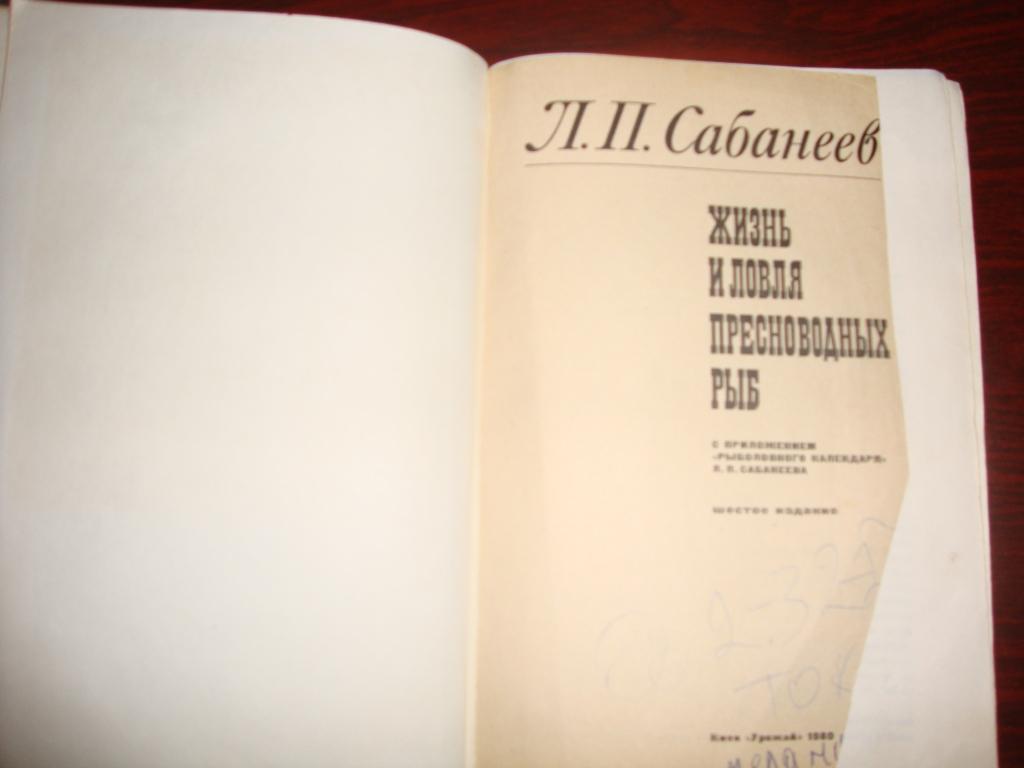 Л. П. Сабанеев
ЖИЗНЬ
И ЛОВЛЯ
ПРЕСНОВОДНЫХ
РЫБ
С ПРИЛОЖЕНИЕМ
«РЫБОЛОВНОГО КАЛЕНДАРЯ»
Л. П. САБАНЕЕВА
шестое издание
Киев «Урожай» 1980